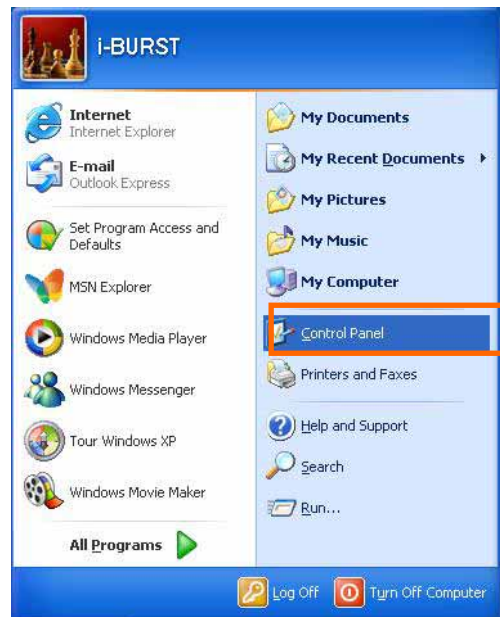 i-BURST
Internet
Internet Explorer
E-mail
Outlook Express
Set Program Access and
Defaults
MSN Explorer
Windows Media Player
Windows Messenger
Tour Windows XP
Windows Movie Maker
All Programs
My Documents
My Recent Documents
My Pictures
My Music
My Computer
Control Panel
Printers and Faxes
Help and Support
Search
Run...
Log Off
Turn Off Computer